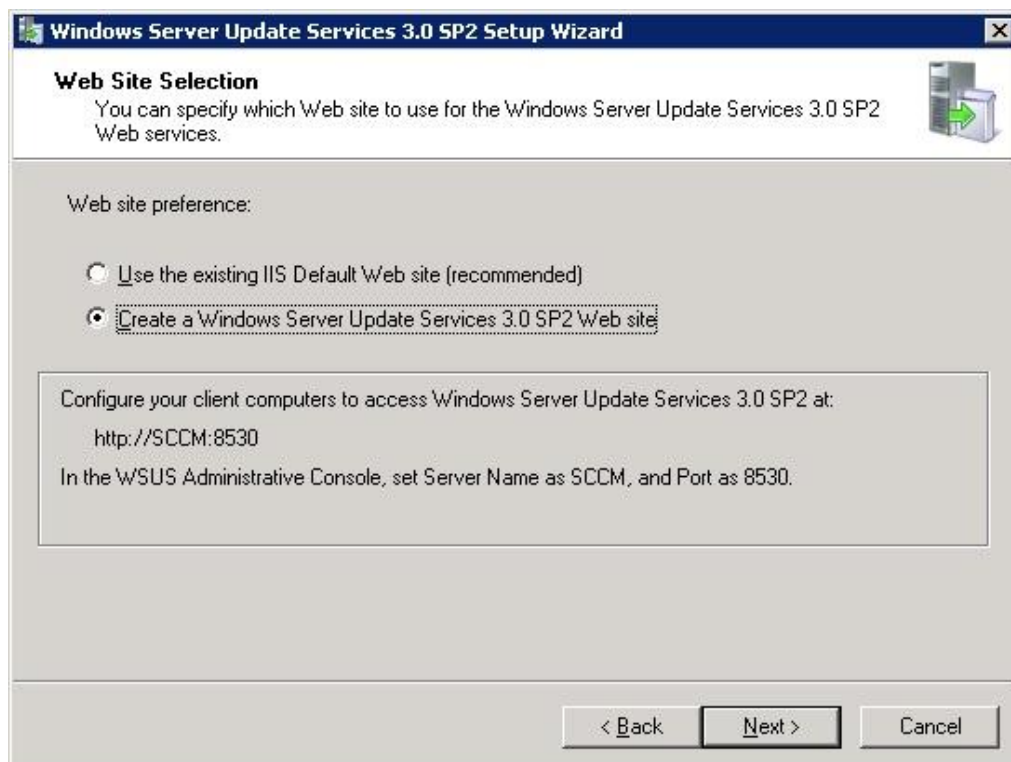 Windows Server Update Services 3.0 SP2 Setup Wizard
Web Site Selection
You can specify which Web site to use for the Windows Server Update Services 3.0 SP2
Web services.
Web site preference:
Use the existing IIS Default Web site (recommended)
Create a Windows Server Update Services 3.0 SP2 Web site
Configure your client computers to access Windows Server Update Services 3.0 SP2 at:
http://SCCM:8530
In the WSUS Administrative Console, set Server Name as SCCM, and Port as 8530.
< Back Next > Cancel